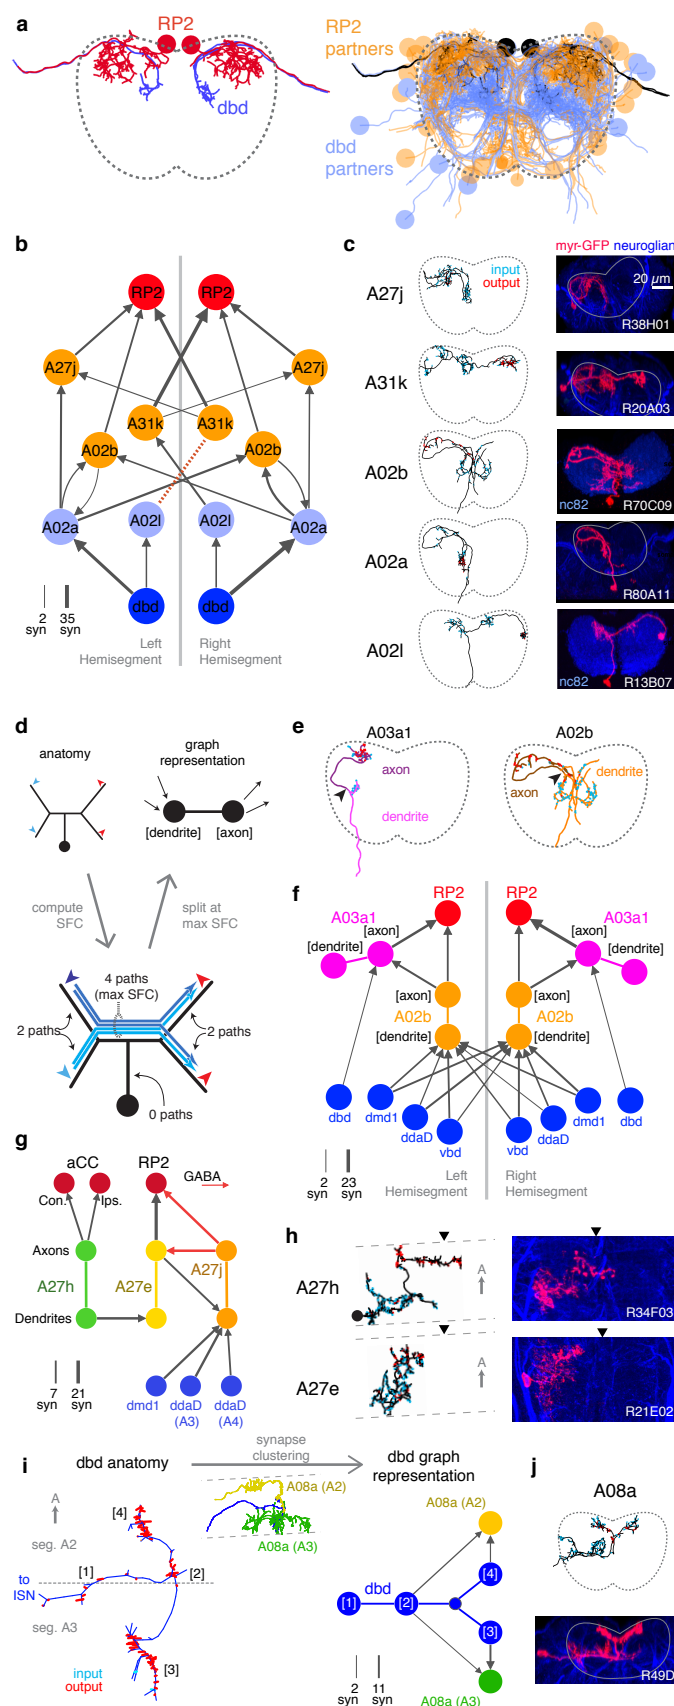 a
RP2
dbd
RP2
partners
dbd
partners
b
RP2 RP2
A27j A27j
A31k A31k
A02b A02b
A02a A02l A02l A02a
dbd dbd
2
syn
35
syn
Left
Hemisegment
Right
Hemisegment
c
myr-GFP neuroglian
input
output
A27j
20 µm
R38H01
A31k
R20A03
A02b
nc82
R70C09
A02a
R80A11
A02l
nc82
R13B07
d
anatomy
graph
representation
[dendrite] [axon]
compute
SFC
split at
max SFC
4 paths
(max SFC)
2 paths
2 paths
0 paths
e
A03a1
axon
dendrite
A02b
dendrite
axon
f
RP2 RP2
A03a1 A03a1
[axon] [axon]
[dendrite] [dendrite]
[axon] [axon]
A02b A02b
[dendrite] [dendrite]
dbd dmd1 ddaD vbd vbd ddaD dmd1 dbd
2
syn
23
syn
Left
Hemisegment
Right
Hemisegment
g
aCC RP2
GABA
Con. Ips.
Axons
A27h A27e A27j
Dendrites
7
syn
21
syn
dmd1 ddaD
(A3)
ddaD
(A4)
h
A27h
A
R34F03
A27e
A
R21E02
i
dbd anatomy
synapse
clustering
dbd graph
representation
A
seg. A2
[4]
[1] [2]
to
ISN
seg. A3
[3]
input
output
A08a (A2)
A08a (A3)
A08a (A2)
dbd
[4]
[1] [2]
[3]
A08a (A3)
2
syn
11
syn
j
A08a
R49D